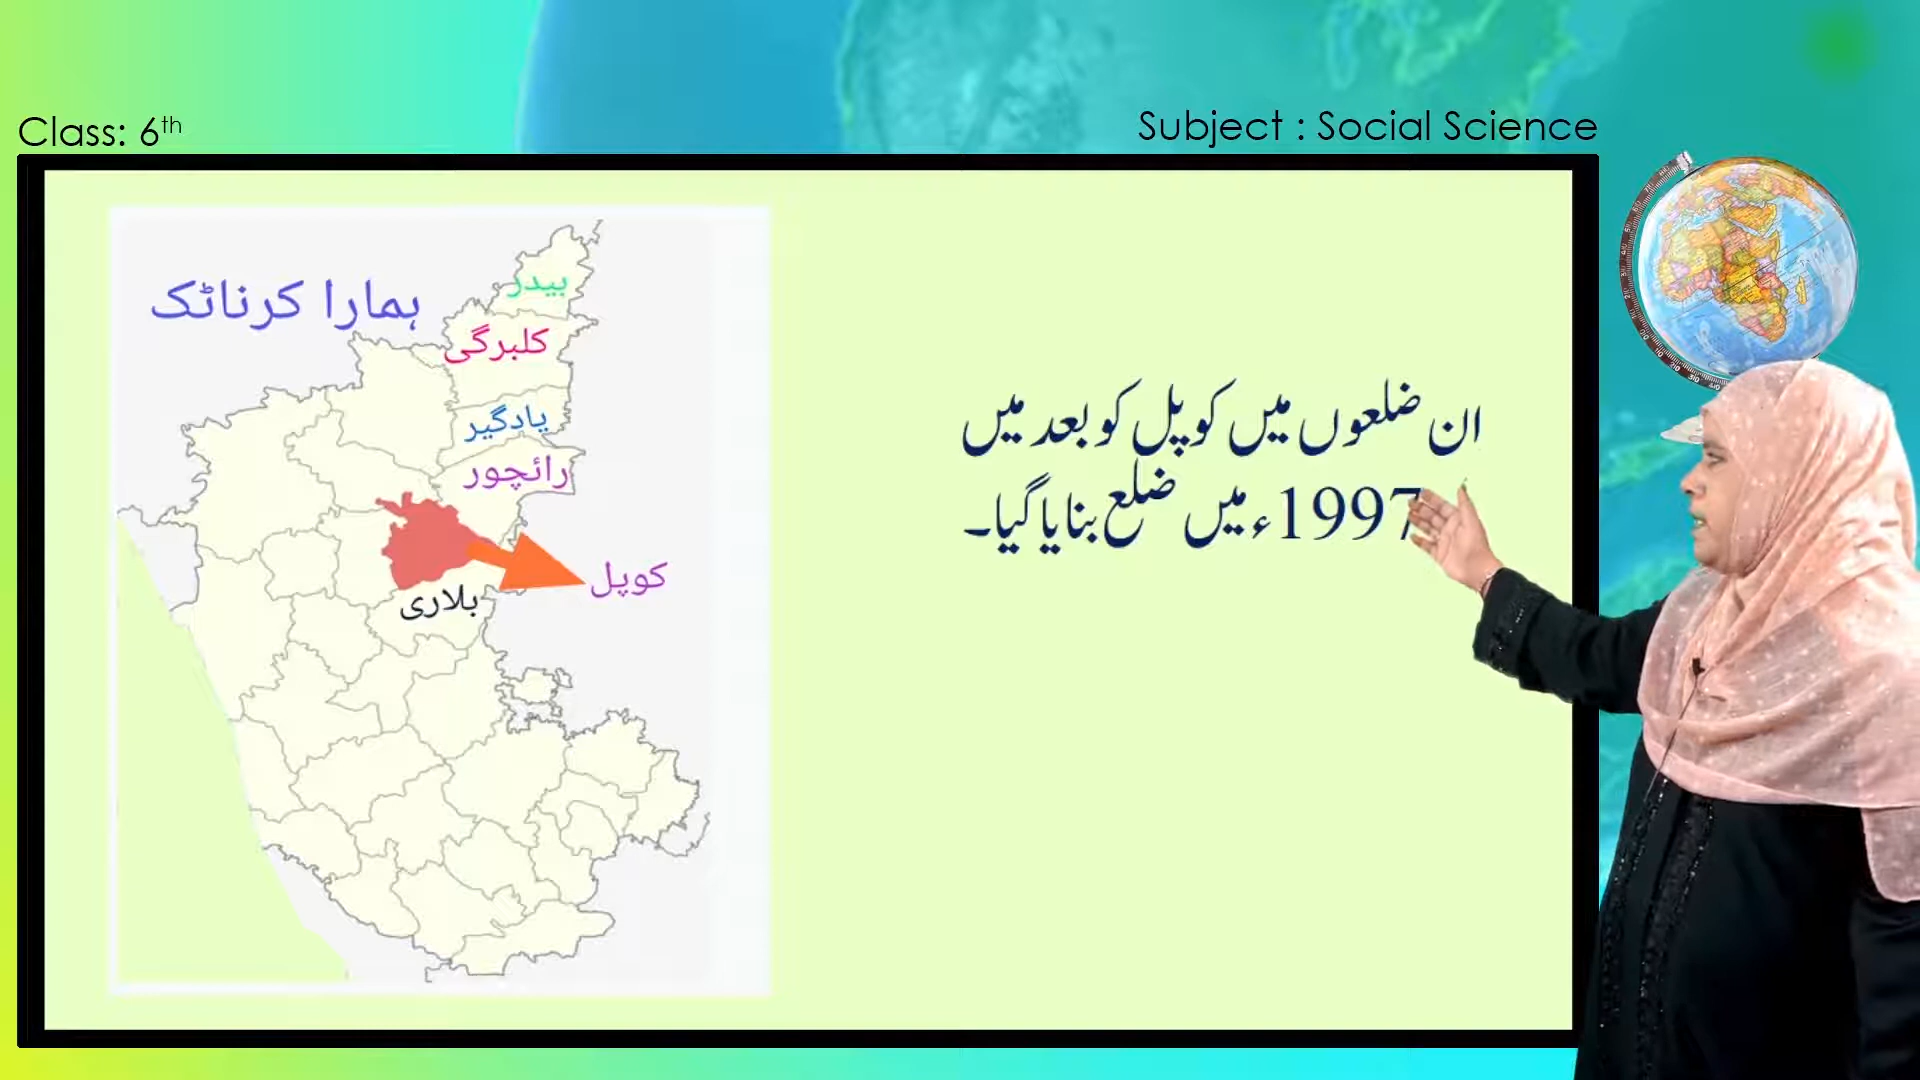 Class: 6th
Subject : Social Science
ہمارا کرناٹک
بیدر
کلبرگی
یادگیر
رائچور
کوپل
بلاری
ان ضلعوں میں کوپل کو بعد میں
1997ء میں ضلع بنایا گیا۔